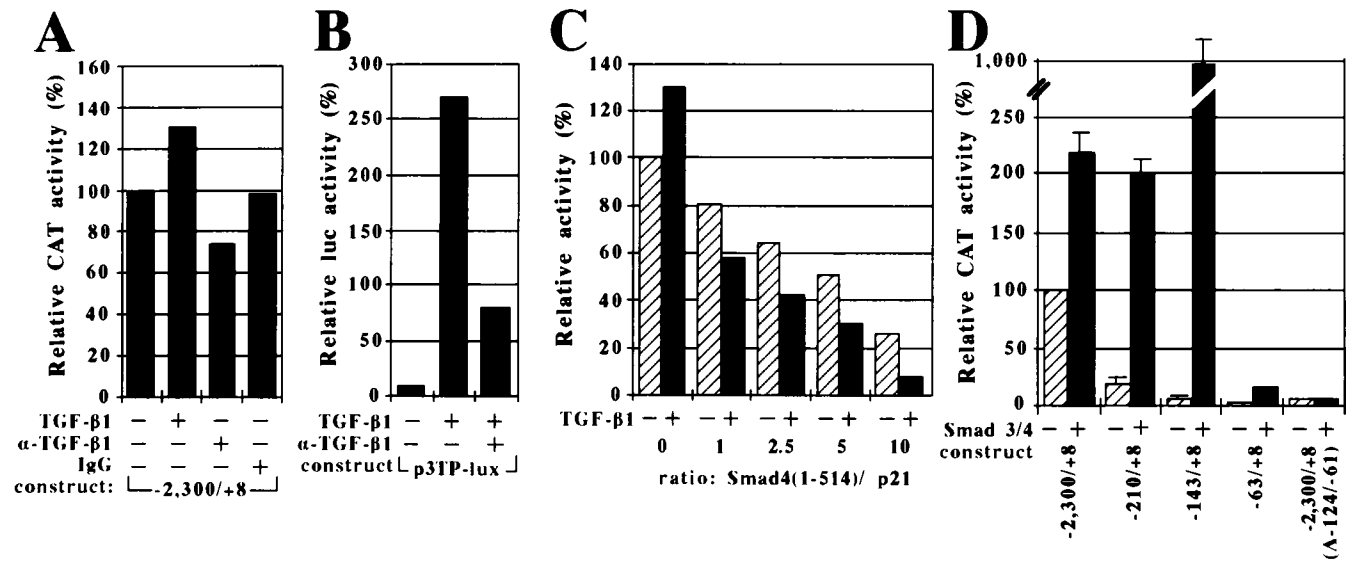 A
Relative CAT activity (%)
160
140
120
100
80
60
40
20
0
TGF-β1 − + − −
α-TGF-β1 − − + −
IgG − − − +
construct: -2,300/+8
B
Relative luc activity (%)
300
250
200
150
100
50
0
TGF-β1 − + +
α-TGF-β1 − − +
construct p3TP-lux
C
Relative activity (%)
140
120
100
80
60
40
20
0
TGF-β1 − + − + − + − + − +
0 1 2.5 5 10
ratio: Smad4(1-514)/ p21
D
Relative CAT activity (%)
1,000
250
200
150
100
50
0
Smad 3/4 − + − + − + − + − +
construct
-2,300/+8
-210/+8
-143/+8
-63/+8
-2,300/+8
(Δ-124/-61)